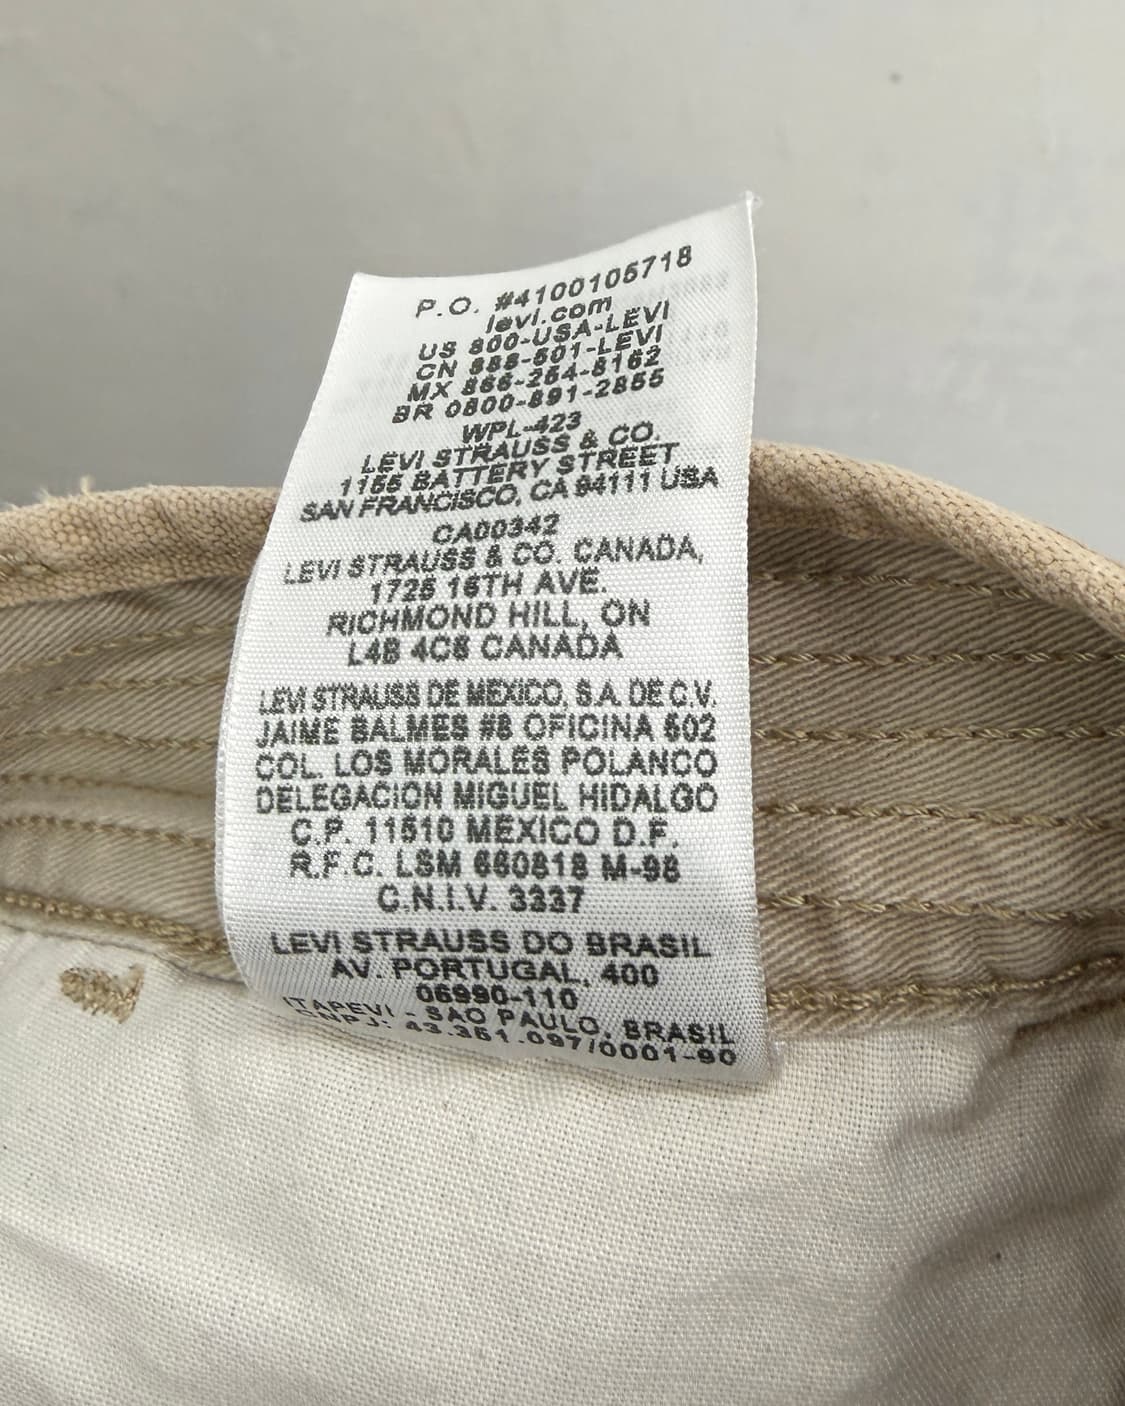 P.O. #4100105718
levi.com
US 800-USA-LEVI
CN 888-501-LEVI
MX 866-254-8162
BR 0800-891-2855
WPL-423
LEVI STRAUSS & CO.
1155 BATTERY STREET
SAN FRANCISCO, CA 94111 USA
CA00342
LEVI STRAUSS & CO. CANADA,
1725 16TH AVE.
RICHMOND HILL, ON
L4B 4C6 CANADA
LEVI STRAUSS DE MEXICO, S.A. DE C.V.
JAIME BALMES #8 OFICINA 502
COL. LOS MORALES POLANCO
DELEGACION MIGUEL HIDALGO
C.P. 11510 MEXICO D.F.
R.F.C. LSM 660818 M-98
C.N.I.V. 3337
LEVI STRAUSS DO BRASIL
AV. PORTUGAL, 400
06990-110
ITAPEVI - SAO PAULO, BRASIL
CNPJ: 43.351.097/0001-90